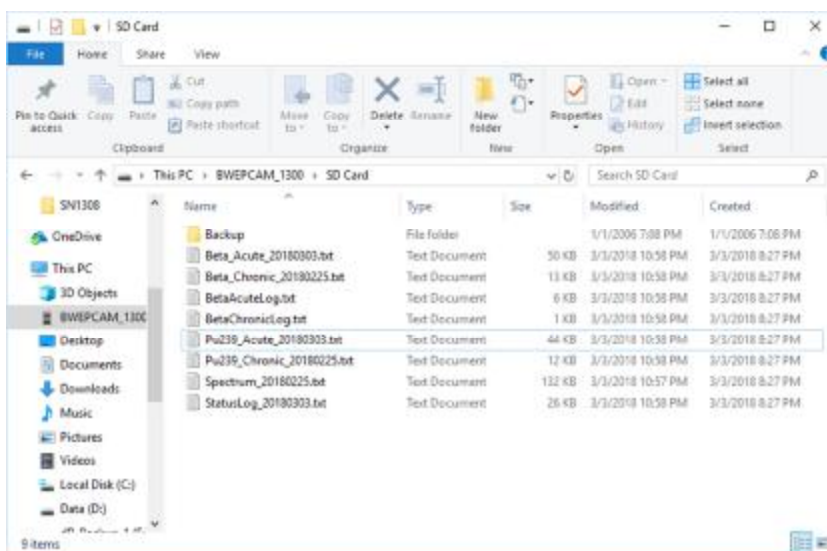 SD Card
File Home Share View
Pin to Quick access
Copy
Paste
Cut
Copy path
Paste shortcut
Move to
Copy to
Delete
Rename
New folder
Properties
Open
Edit
History
Select all
Select none
Invert selection
Clipboard Organize New Open Select
This PC > BWEPCAM_1300 > SD Card
Search SD Card
Name Type Size Modified Created
Backup File folder 1/1/2006 7:08 PM 1/1/2006 7:08 PM
Beta_Acute_20180303.txt Text Document 50 KB 3/3/2018 10:58 PM 3/3/2018 8:27 PM
Beta_Chronic_20180225.txt Text Document 13 KB 3/3/2018 10:58 PM 3/3/2018 8:27 PM
BetaAcuteLog.txt Text Document 6 KB 3/3/2018 10:58 PM 3/3/2018 8:27 PM
BetaChronicLog.txt Text Document 1 KB 3/3/2018 10:58 PM 3/3/2018 8:27 PM
Pu239_Acute_20180303.txt Text Document 44 KB 3/3/2018 10:58 PM 3/3/2018 8:27 PM
Pu239_Chronic_20180225.txt Text Document 12 KB 3/3/2018 10:58 PM 3/3/2018 8:27 PM
Spectrum_20180225.txt Text Document 132 KB 3/3/2018 10:57 PM 3/3/2018 8:27 PM
StatusLog_20180303.txt Text Document 26 KB 3/3/2018 10:58 PM 3/3/2018 8:27 PM
SN1308
OneDrive
This PC
3D Objects
BWEPCAM_130C
Desktop
Documents
Downloads
Music
Pictures
Videos
Local Disk (C:)
Data (D:)
9 items